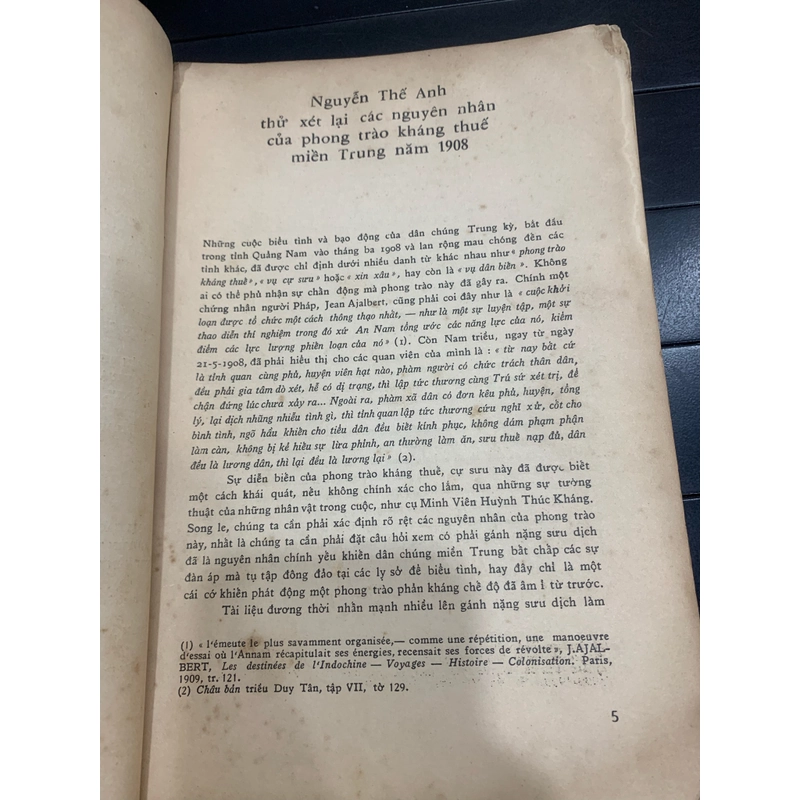 Nguyễn Thế Anh
thử xét lại các nguyên nhân
của phong trào kháng thuế
miền Trung năm 1908
Những cuộc biểu tình và bạo động của dân chúng Trung kỳ, bắt đầu
trong tỉnh Quảng Nam vào tháng ba 1908 và lan rộng mau chóng đến các
tỉnh khác, đã được chỉ định dưới nhiều danh từ khác nhau như « phong trào
kháng thuế », « vụ cự sưu » hoặc « xin xâu », hay còn là « vụ dân biến ». Không
ai có thể phủ nhận sự chấn động mà phong trào này đã gây ra. Chính một
chứng nhân người Pháp, Jean Ajalbert, cũng phải coi đây như là « cuộc khởi
loạn được tổ chức một cách thông thạo nhất, — như là một sự luyện tập, một sự
thao diễn thí nghiệm trong đó xứ An Nam tổng ước các năng lực của nó, kiểm
điểm các lực lượng phiến loạn của nó » (1). Còn Nam triều, ngay từ ngày
21-5-1908, đã phải hiểu thị cho các quan viên của mình là : « từ nay bất cứ
là tỉnh quan cùng phủ, huyện viên hạt nào, phàm người có chức trách thân dân,
đều phải gia tâm dò xét, hễ có dị trạng, thì lập tức thương cùng Trú sứ xét trị, để
chận đứng lúc chưa xảy ra... Ngoài ra, phàm xã dân có đơn kêu phủ, huyện, tổng
lý, lại dịch những nhiễu tình gì, thì tỉnh quan lập tức thương cứu nghĩ xử, cốt cho
bình tình, ngõ hầu khiến cho tiểu dân đều biết kính phục, không dám phạm phận
làm càn, không bị kẻ hiểu sự lừa phỉnh, an thường làm ăn, sưu thuế nạp đủ, dân
đều là lương dân, thì lại đều là lương lại » (2).
Sự diễn biến của phong trào kháng thuế, cự sưu này đã được biết
một cách khái quát, nếu không chính xác cho lắm, qua những sự tường
thuật của những nhân vật trong cuộc, như cụ Minh Viên Huỳnh Thúc Kháng.
Song le, chúng ta cần phải xác định rõ rệt các nguyên nhân của phong trào
này, nhất là chúng ta phải đặt câu hỏi xem có phải gánh nặng sưu dịch
đã là nguyên nhân chính yếu khiến dân chúng miền Trung bất chấp các sự
đàn áp mà tụ tập đông đảo tại các lỵ sở để biểu tình, hay đây chỉ là một
cái cớ khiến phát động một phong trào phản kháng chế độ đã âm ỉ từ trước.
Tài liệu đương thời nhấn mạnh nhiều lên gánh nặng sưu dịch làm
(1) « l'émeute le plus savamment organisée,— comme une répétition, une manoeuvre
d'essai où l'Annam récapitulait ses énergies, recensait ses forces de révolte », J.AJAL-
BERT, Les destinées de l'Indochine — Voyages — Histoire — Colonisation. Paris,
1909, tr. 121.
(2) Châu bản triều Duy Tân, tập VII, tờ 129.
5